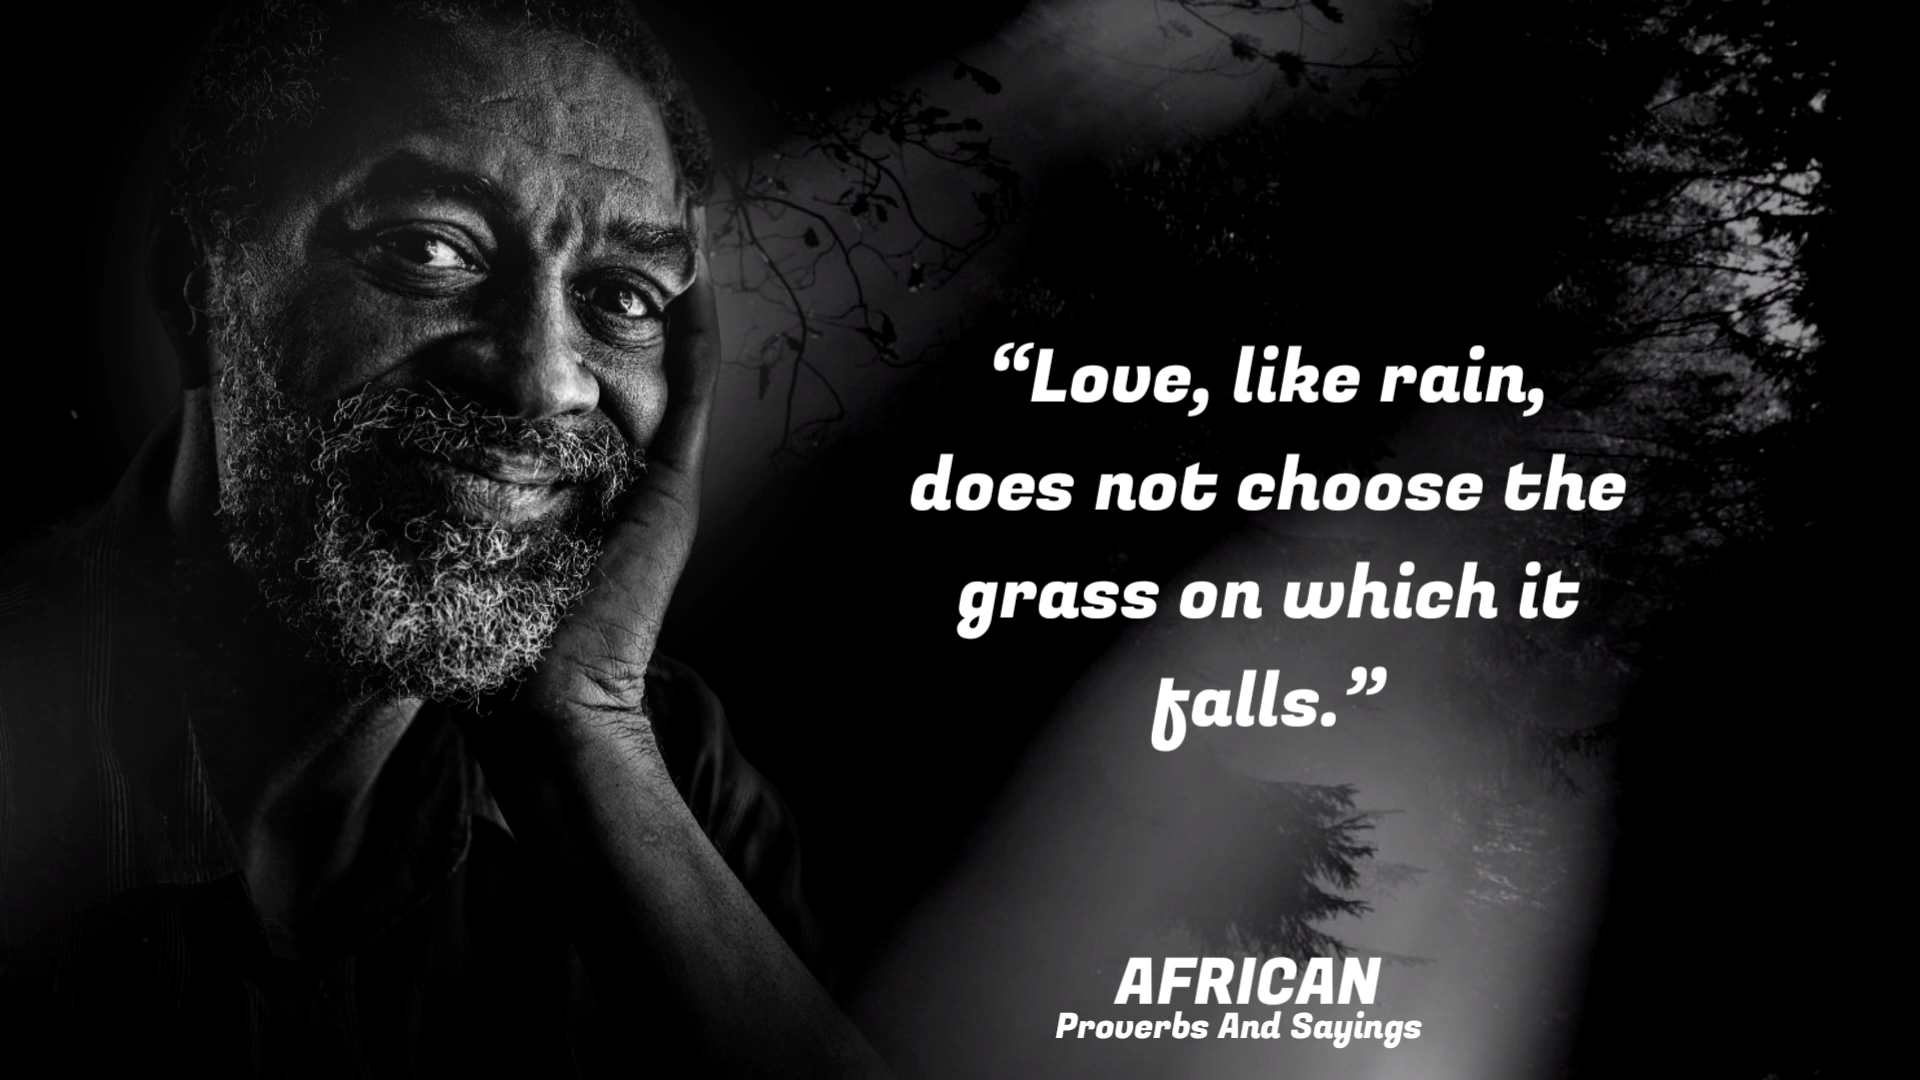 “Love, like rain,
does not choose the
grass on which it
falls.”
AFRICAN
Proverbs And Sayings